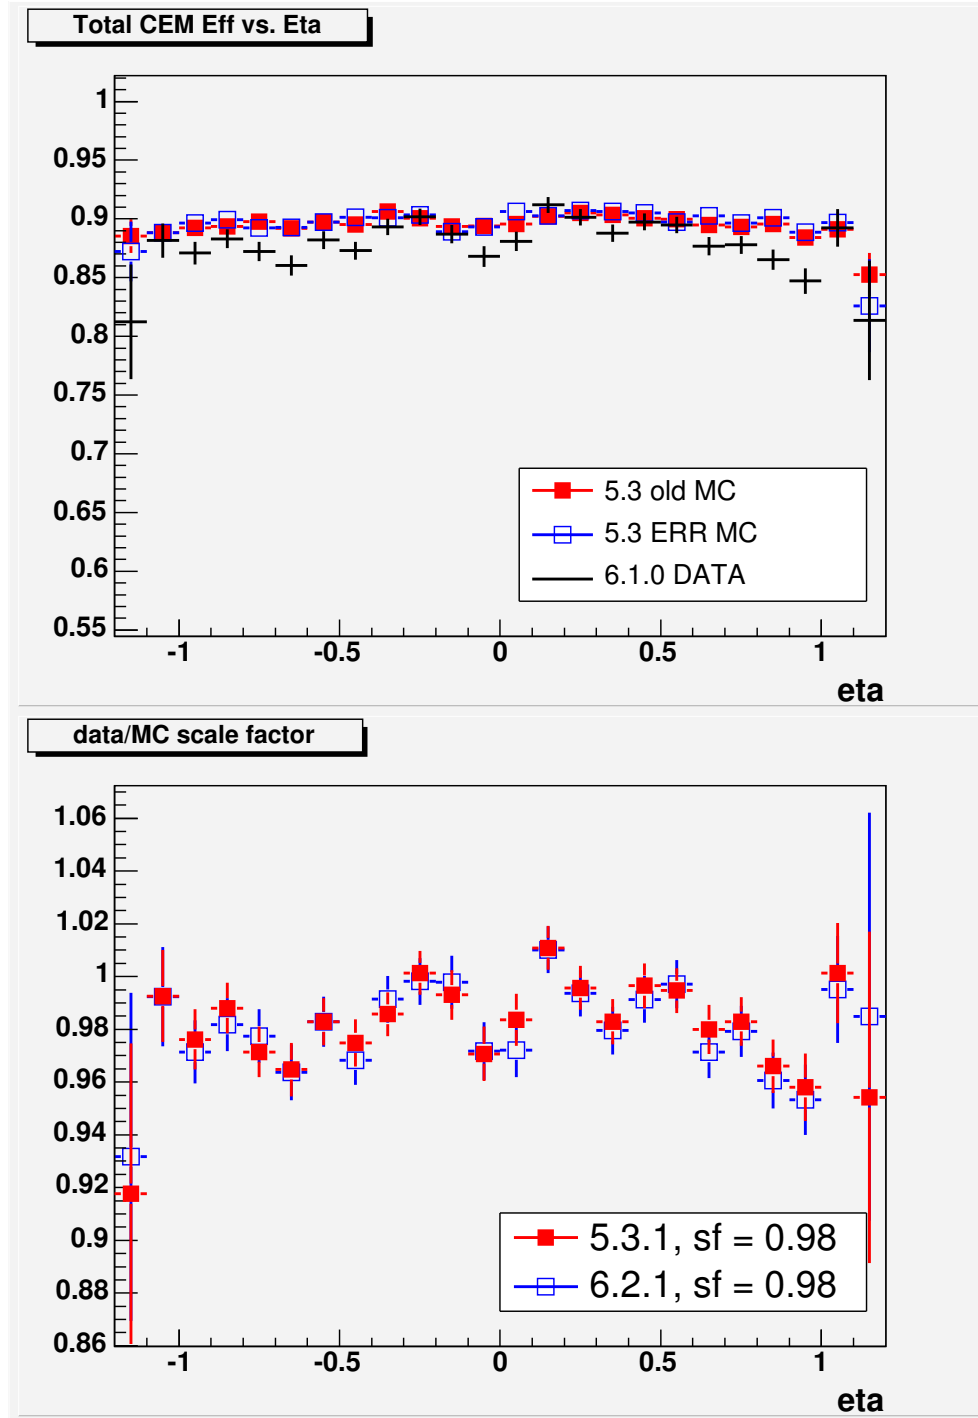 Total CEM Eff vs. Eta
1
0.95
0.9
0.85
0.8
0.75
0.7
0.65
0.6
0.55
5.3 old MC
5.3 ERR MC
6.1.0 DATA
-1 -0.5 0 0.5 1
eta
data/MC scale factor
1.06
1.04
1.02
1
0.98
0.96
0.94
0.92
0.9
0.88
0.86
5.3.1, sf = 0.98
6.2.1, sf = 0.98
-1 -0.5 0 0.5 1
eta